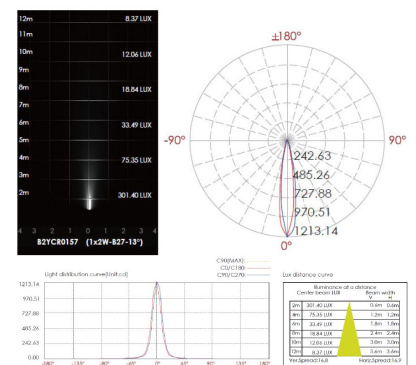 12m 8.37 LUX
11m
10m 12.06 LUX
9m
8m 18.84 LUX
7m
6m 33.49 LUX
5m
4m 75.35 LUX
3m
2m 301.40 LUX
4 3 2 1 0 1 2 3 4
B2YCR0157 (1x2W-B27-13°)
±180°
-90° 90°
242.63
485.26
727.88
970.51
1213.14
0°
C90(MAX):
C0/C180:
C90/C270:
Light distribution curve(Unit:cd)
1213.14
970.51
727.88
485.26
242.63
0.00
-180° -135° -90° -45° 0° 45° 90° 135° 180°
Lux distance curve
Illuminance at a distance
Center beam LUX Beam width
V H
2m 301.40 LUX 0.6m 0.6m
4m 75.35 LUX 1.2m 1.2m
6m 33.49 LUX 1.8m 1.8m
8m 18.84 LUX 2.4m 2.4m
10m 12.06 LUX 3.0m 3.0m
12m 8.37 LUX 3.6m 3.6m
Ver.Spread:16.8 Horiz.Spread:16.9